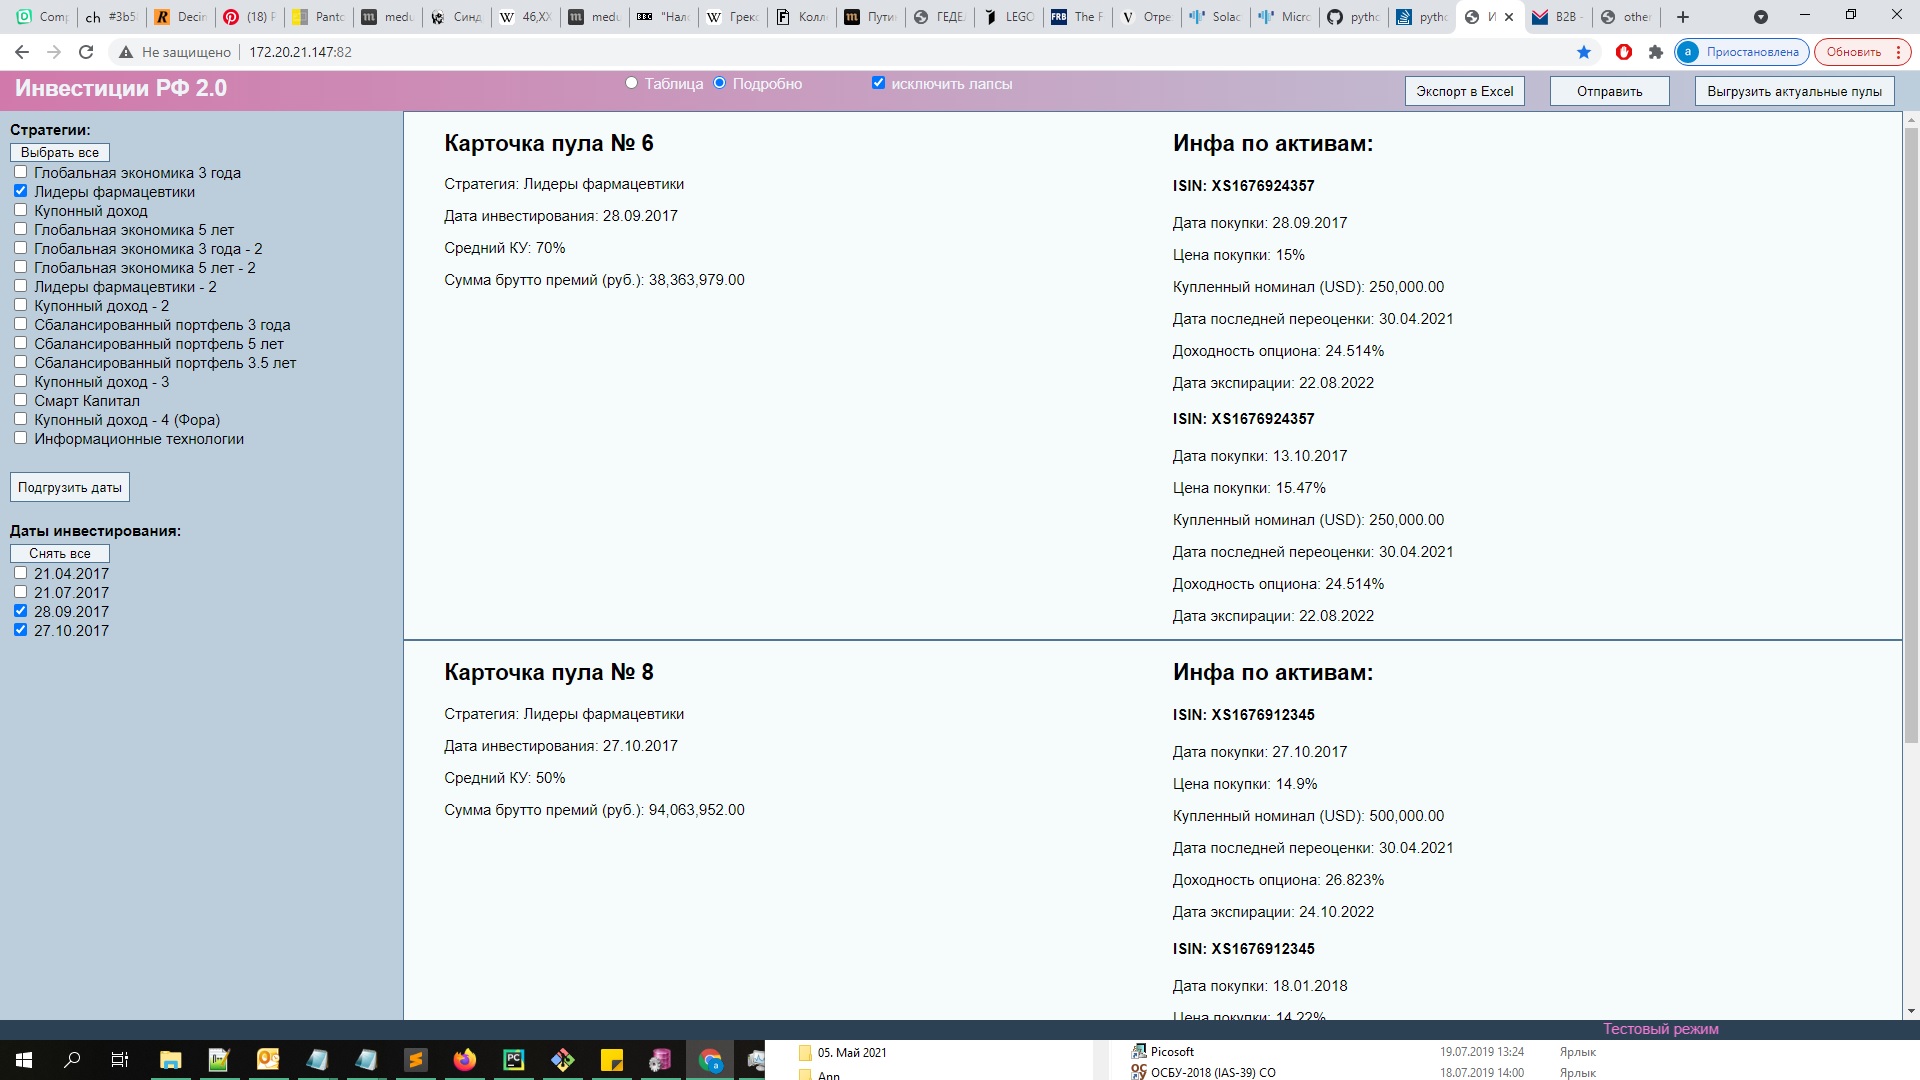 Comp
ch #3b5
Decin
(18) F
Panto
medu
Синд
W 46,XX
medu
BBC "Нало
W Грекс
Колл
Пути
ГЕДЕ
LEGO
FRB The F
V Отре
Solac
Micro
pytho
pytho
И
B2B -
other
Не защищено 172.20.21.147:82
a Приостановлена
Обновить
Инвестиции РФ 2.0
Таблица Подробно
исключить лапсы
Экспорт в Excel
Отправить
Выгрузить актуальные пулы
Стратегии:
Выбрать все
Глобальная экономика 3 года
Лидеры фармацевтики
Купонный доход
Глобальная экономика 5 лет
Глобальная экономика 3 года - 2
Глобальная экономика 5 лет - 2
Лидеры фармацевтики - 2
Купонный доход - 2
Сбалансированный портфель 3 года
Сбалансированный портфель 5 лет
Сбалансированный портфель 3.5 лет
Купонный доход - 3
Смарт Капитал
Купонный доход - 4 (Фора)
Информационные технологии
Подгрузить даты
Даты инвестирования:
Снять все
21.04.2017
21.07.2017
28.09.2017
27.10.2017
Карточка пула № 6
Стратегия: Лидеры фармацевтики
Дата инвестирования: 28.09.2017
Средний КУ: 70%
Сумма брутто премий (руб.): 38,363,979.00
Инфа по активам:
ISIN: XS1676924357
Дата покупки: 28.09.2017
Цена покупки: 15%
Купленный номинал (USD): 250,000.00
Дата последней переоценки: 30.04.2021
Доходность опциона: 24.514%
Дата экспирации: 22.08.2022
ISIN: XS1676924357
Дата покупки: 13.10.2017
Цена покупки: 15.47%
Купленный номинал (USD): 250,000.00
Дата последней переоценки: 30.04.2021
Доходность опциона: 24.514%
Дата экспирации: 22.08.2022
Карточка пула № 8
Стратегия: Лидеры фармацевтики
Дата инвестирования: 27.10.2017
Средний КУ: 50%
Сумма брутто премий (руб.): 94,063,952.00
Инфа по активам:
ISIN: XS1676912345
Дата покупки: 27.10.2017
Цена покупки: 14.9%
Купленный номинал (USD): 500,000.00
Дата последней переоценки: 30.04.2021
Доходность опциона: 26.823%
Дата экспирации: 24.10.2022
ISIN: XS1676912345
Дата покупки: 18.01.2018
Цена покупки: 14.22%
Тестовый режим
05. Май 2021
App
Picosoft 19.07.2019 13:24 Ярлык
ОСБУ-2018 (IAS-39) СО 18.07.2019 14:00 Ярлык